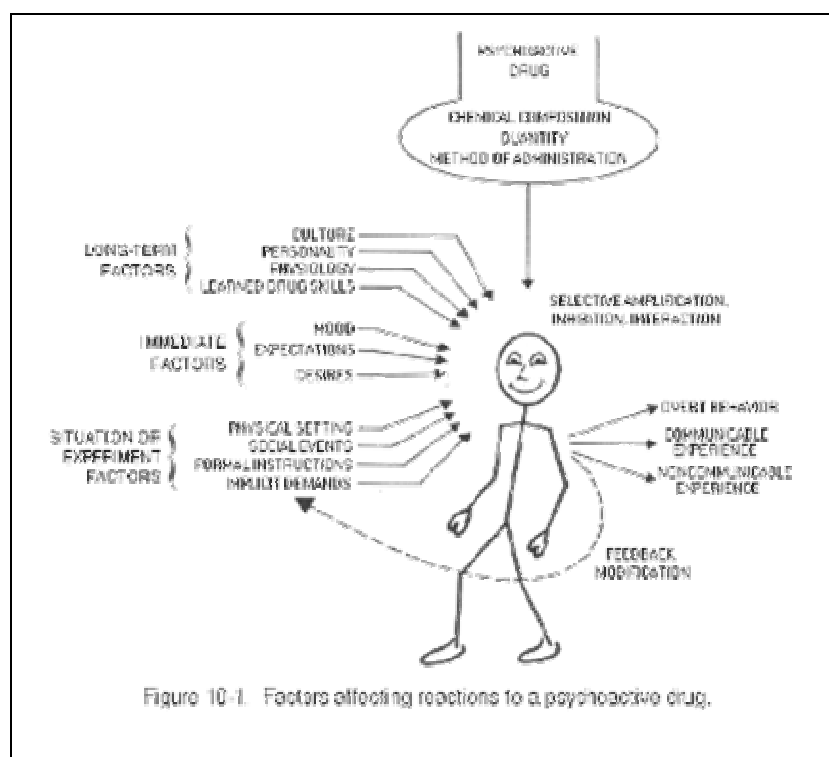 PSYCHOACTIVE
DRUG
CHEMICAL COMPOSITION
QUANTITY
METHOD OF ADMINISTRATION
LONG-TERM
FACTORS
CULTURE
PERSONALITY
PHYSIOLOGY
LEARNED DRUG SKILLS
SELECTIVE AMPLIFICATION,
INHIBITION, INTERACTION
IMMEDIATE
FACTORS
MOOD
EXPECTATIONS
DESIRES
SITUATION OR
EXPERIMENT
FACTORS
PHYSICAL SETTING
SOCIAL EVENTS
FORMAL INSTRUCTIONS
IMPLICIT DEMANDS
OVERT BEHAVIOR
COMMUNICABLE
EXPERIENCE
NONCOMMUNICABLE
EXPERIENCE
FEEDBACK
MODIFICATION
Figure 10-1. Factors affecting reactions to a psychoactive drug.